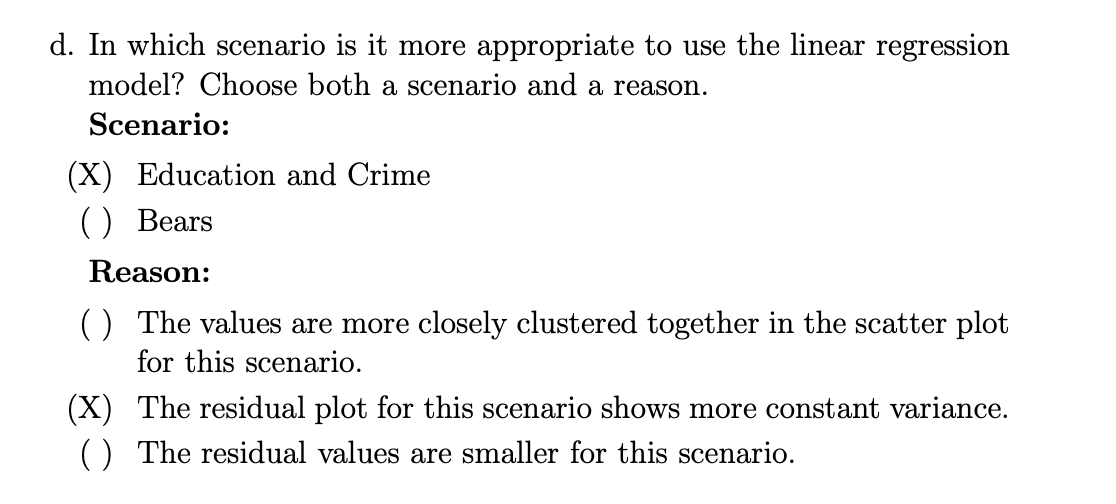 d. In which scenario is it more appropriate to use the linear regression
model? Choose both a scenario and a reason.
Scenario:
(X) Education and Crime
( ) Bears
Reason:
( ) The values are more closely clustered together in the scatter plot
for this scenario.
(X) The residual plot for this scenario shows more constant variance.
( ) The residual values are smaller for this scenario.